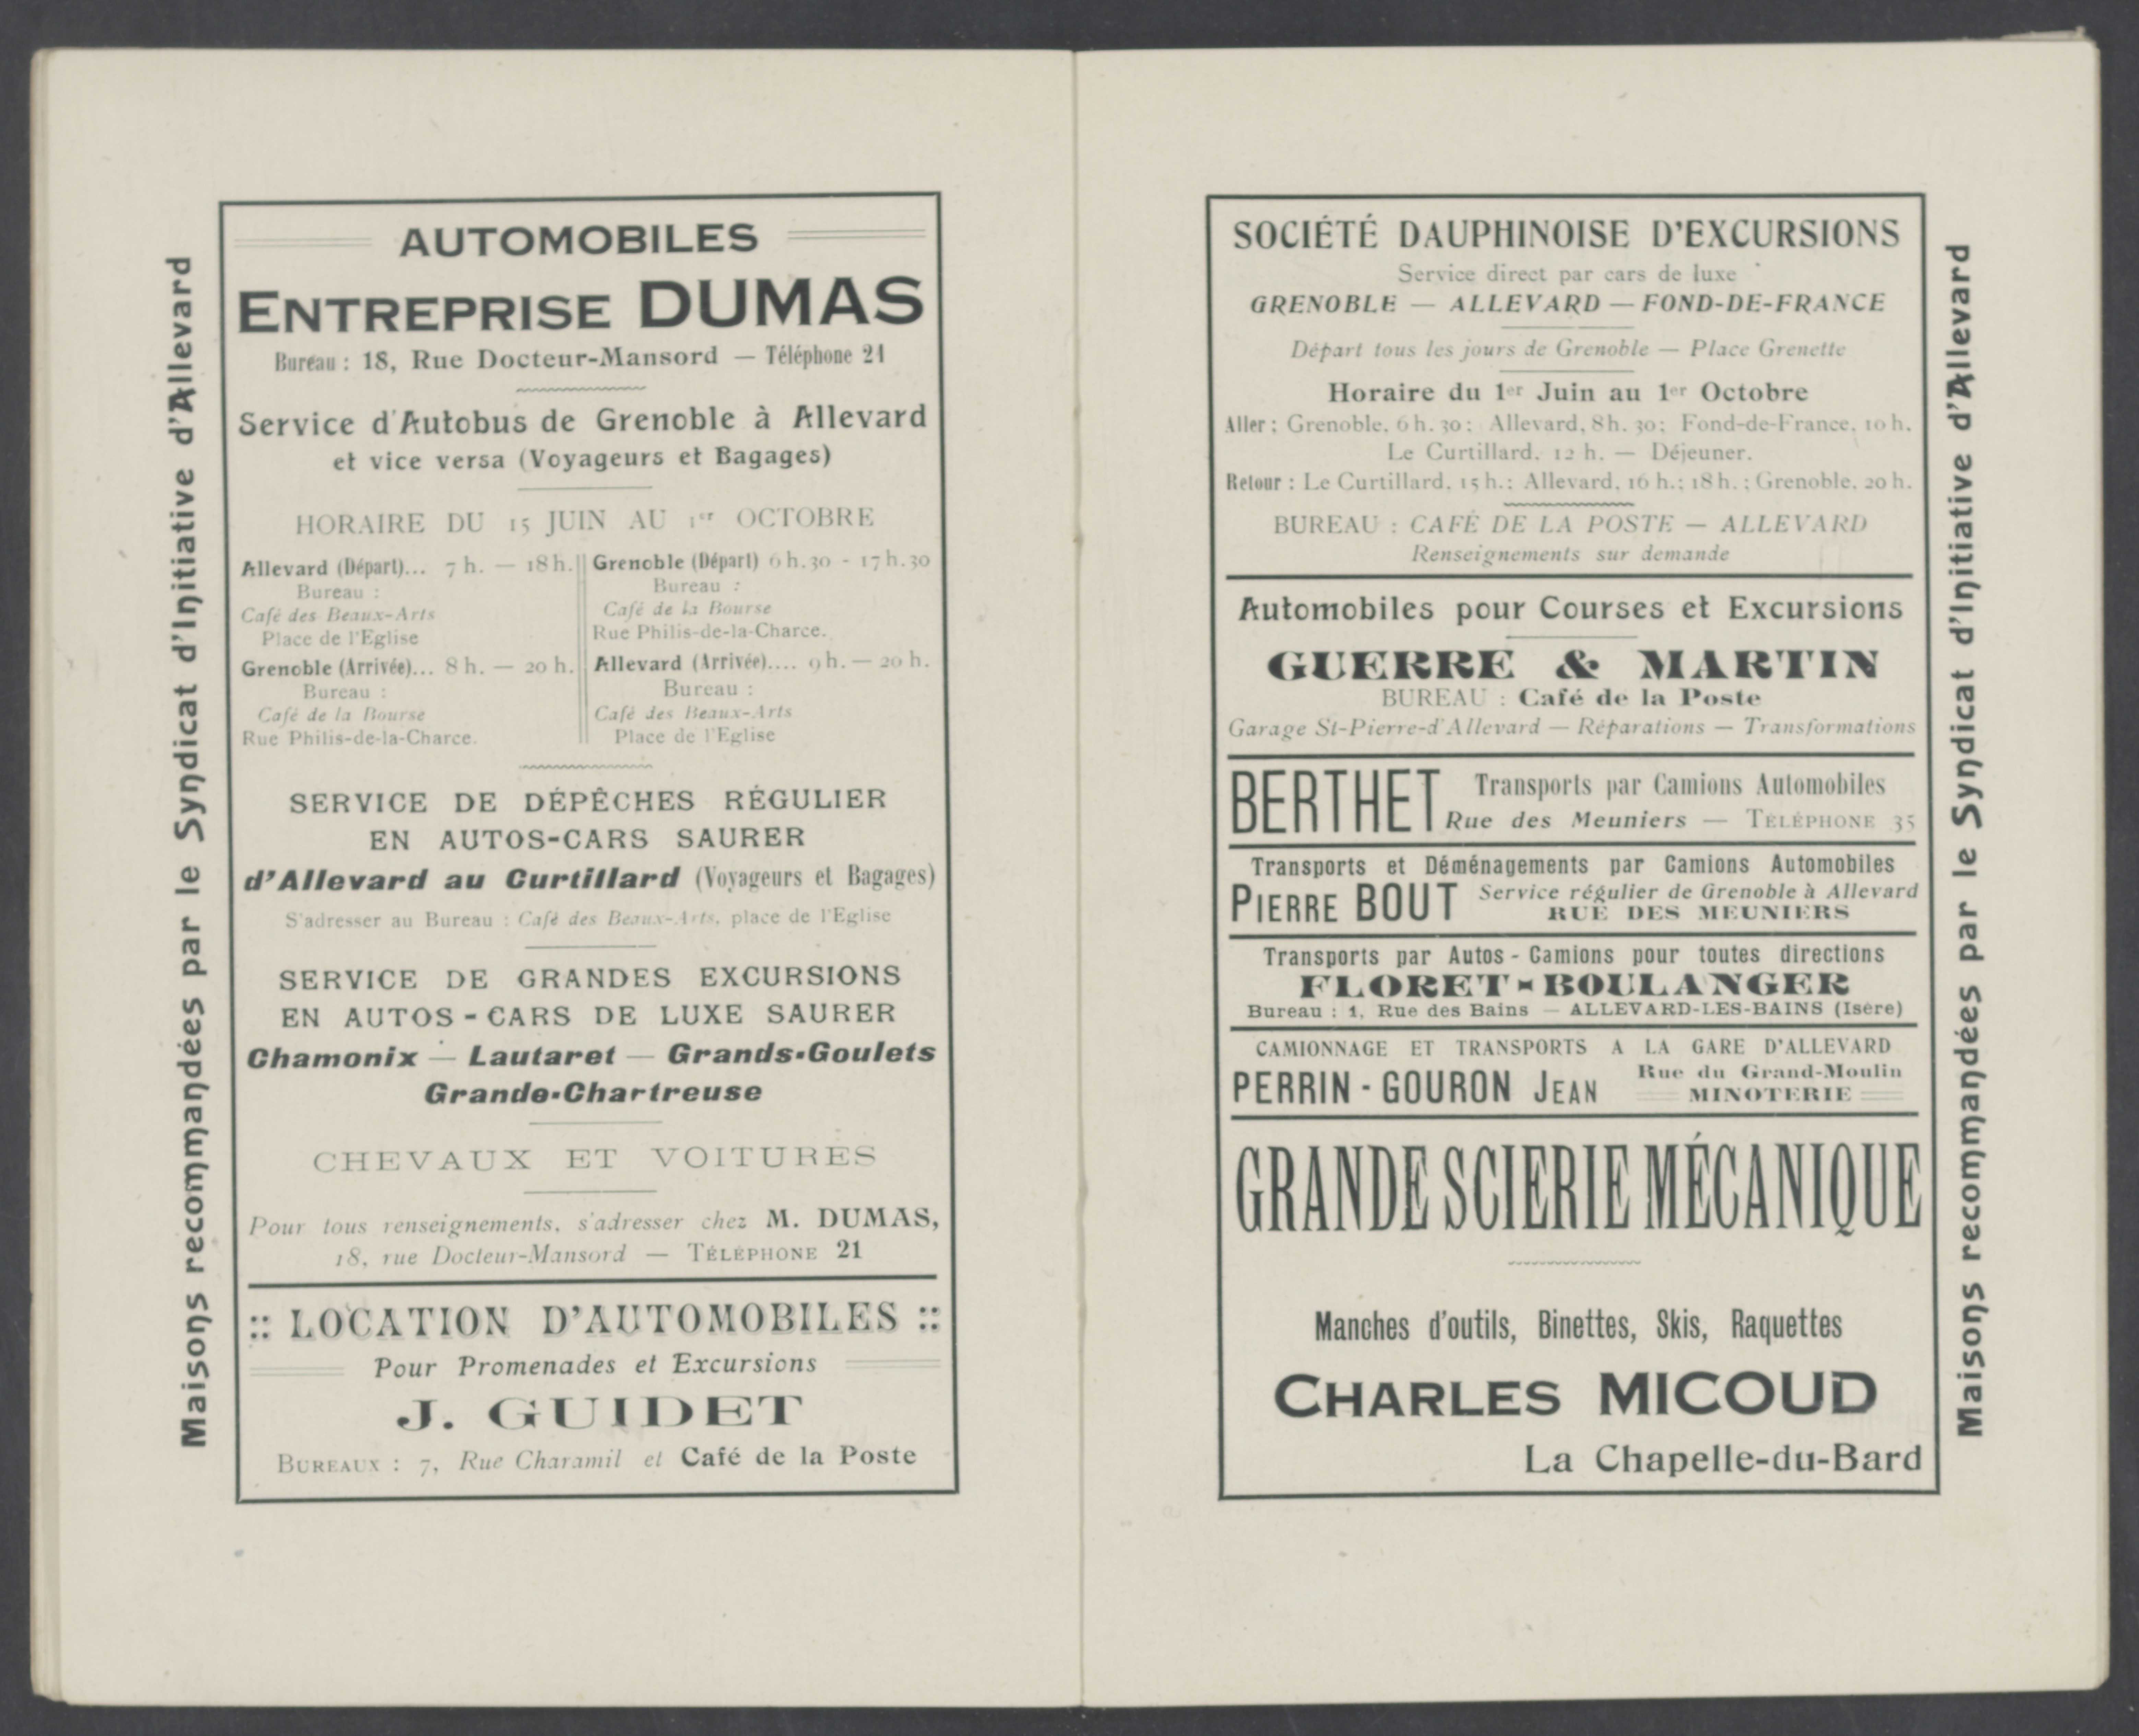 Maisons recommandées par le Syndicat d'Initiative d'Allevard
AUTOMOBILES
ENTREPRISE DUMAS
Bureau : 18, Rue Docteur-Mansord — Téléphone 21
Service d'Autobus de Grenoble à Allevard
et vice versa (Voyageurs et Bagages)
HORAIRE DU 15 JUIN AU 1er OCTOBRE
Allevard (Départ)... 7 h. — 18 h.
Bureau :
Café des Beaux-Arts
Place de l'Eglise
Grenoble (Arrivée)... 8 h. — 20 h.
Bureau :
Café de la Bourse
Rue Philis-de-la-Charce.
Grenoble (Départ) 6 h. 30 - 17 h. 30
Bureau :
Café de la Bourse
Rue Philis-de-la-Charce.
Allevard (Arrivée).... 9 h. — 20 h.
Bureau :
Café des Beaux-Arts
Place de l'Eglise
SERVICE DE DÉPÊCHES RÉGULIER
EN AUTOS-CARS SAURER
d'Allevard au Curtillard (Voyageurs et Bagages)
S'adresser au Bureau : Café des Beaux-Arts, place de l'Eglise
SERVICE DE GRANDES EXCURSIONS
EN AUTOS-CARS DE LUXE SAURER
Chamonix — Lautaret — Grands-Goulets
Grande-Chartreuse
CHEVAUX ET VOITURES
Pour tous renseignements, s'adresser chez M. DUMAS,
18, rue Docteur-Mansord — TÉLÉPHONE 21
:: LOCATION D'AUTOMOBILES ::
Pour Promenades et Excursions
J. GUIDET
BUREAUX : 7, Rue Charamil et Café de la Poste
SOCIÉTÉ DAUPHINOISE D'EXCURSIONS
Service direct par cars de luxe
GRENOBLE — ALLEVARD — FOND-DE-FRANCE
Départ tous les jours de Grenoble — Place Grenette
Horaire du 1er Juin au 1er Octobre
Aller : Grenoble, 6 h. 30 ; Allevard, 8 h. 30 ; Fond-de-France, 10 h.
Le Curtillard, 12 h. — Déjeuner.
Retour : Le Curtillard, 15 h. ; Allevard, 16 h. ; 18 h. ; Grenoble, 20 h.
BUREAU : CAFÉ DE LA POSTE — ALLEVARD
Renseignements sur demande
Automobiles pour Courses et Excursions
GUERRE & MARTIN
BUREAU : Café de la Poste
Garage St-Pierre-d'Allevard — Réparations — Transformations
BERTHET Transports par Camions Automobiles
Rue des Meuniers — TÉLÉPHONE 35
Transports et Déménagements par Camions Automobiles
PIERRE BOUT Service régulier de Grenoble à Allevard
RUE DES MEUNIERS
Transports par Autos-Camions pour toutes directions
FLORET-BOULANGER
Bureau : 1, Rue des Bains — ALLEVARD-LES-BAINS (Isère)
CAMIONNAGE ET TRANSPORTS A LA GARE D'ALLEVARD
PERRIN-GOURON JEAN Rue du Grand-Moulin
MINOTERIE
GRANDE SCIERIE MÉCANIQUE
Manches d'outils, Binettes, Skis, Raquettes
CHARLES MICOUD
La Chapelle-du-Bard
Maisons recommandées par le Syndicat d'Initiative d'Allevard